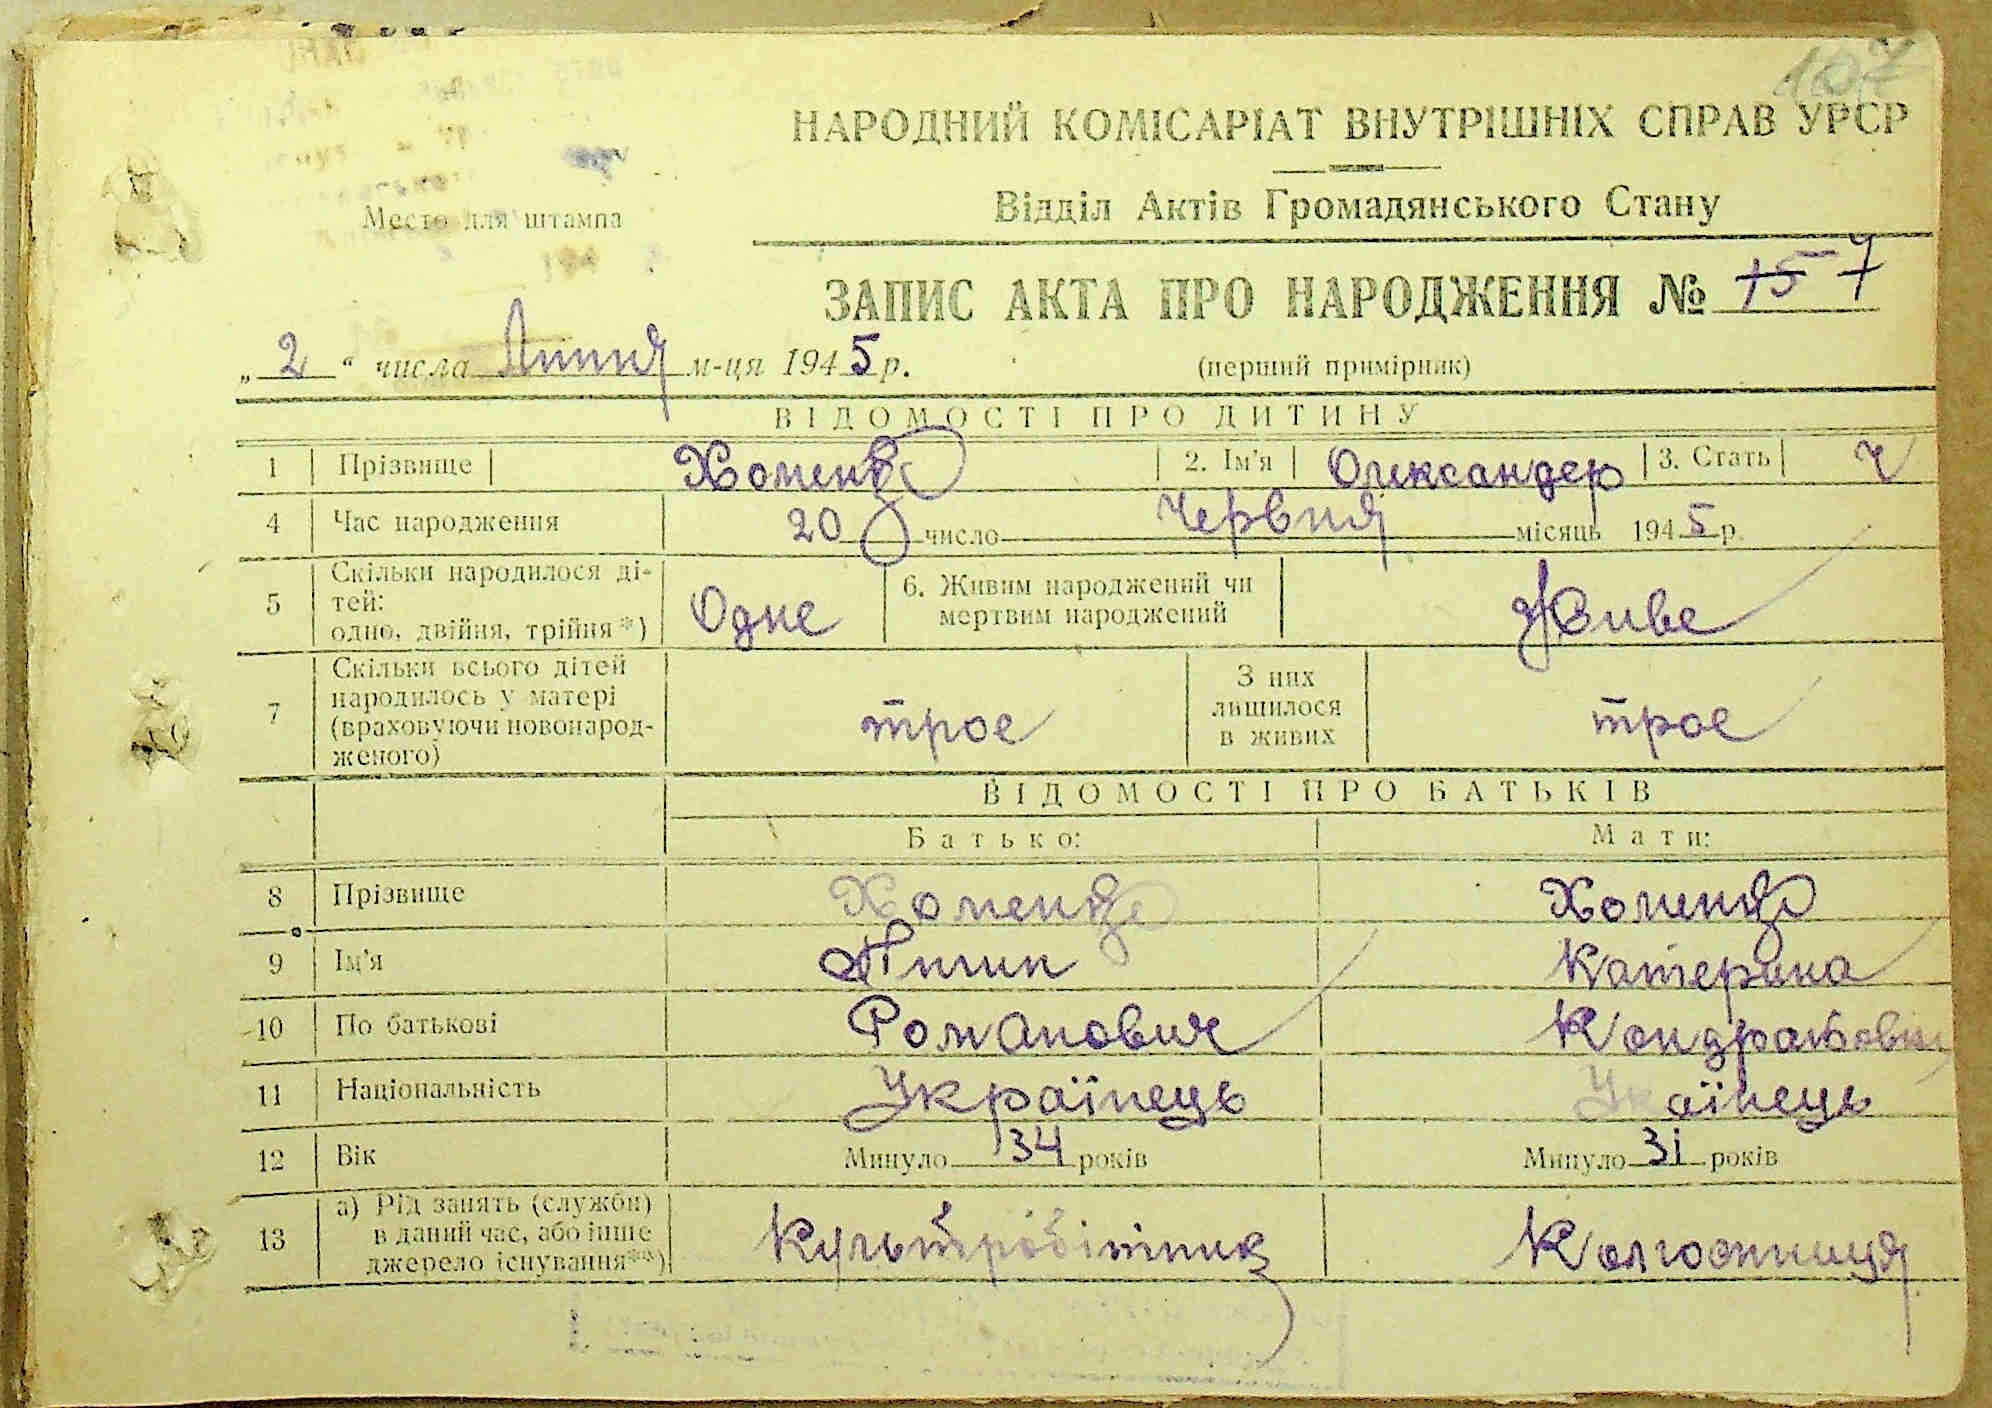 107
НАРОДНИЙ КОМІСАРІАТ ВНУТРІШНІХ СПРАВ УРСР
Відділ Актів Громадянського Стану
Место для штампа
ЗАПИС АКТА ПРО НАРОДЖЕННЯ № 157
„ 2 “ числа Липня м-ця 1945 р. (перший примірник)
ВІДОМОСТІ ПРО ДИТИНУ
1 Прізвище Хоменко 2. Ім'я Олександер 3. Стать Ч
4 Час народження 20 число Червня місяць 1945 р.
5 Скільки народилося дітей: одно, двійня, трійня*) Одне 6. Живим народжений чи мертвим народжений Живе
7 Скільки всього дітей народилось у матері (враховуючи новонародженого) троє З них лишилося в живих троє
ВІДОМОСТІ ПРО БАТЬКІВ
Батько: Мати:
8 Прізвище Хоменко Хоменко
9 Ім'я Пилип Катерина
10 По батькові Романович
11 Національність Українець Українець
12 Вік Минуло 34 років Минуло 31 років
13 а) Рід занять (служби) в даний час, або інше джерело існування**) Культробітник Колгоспниця